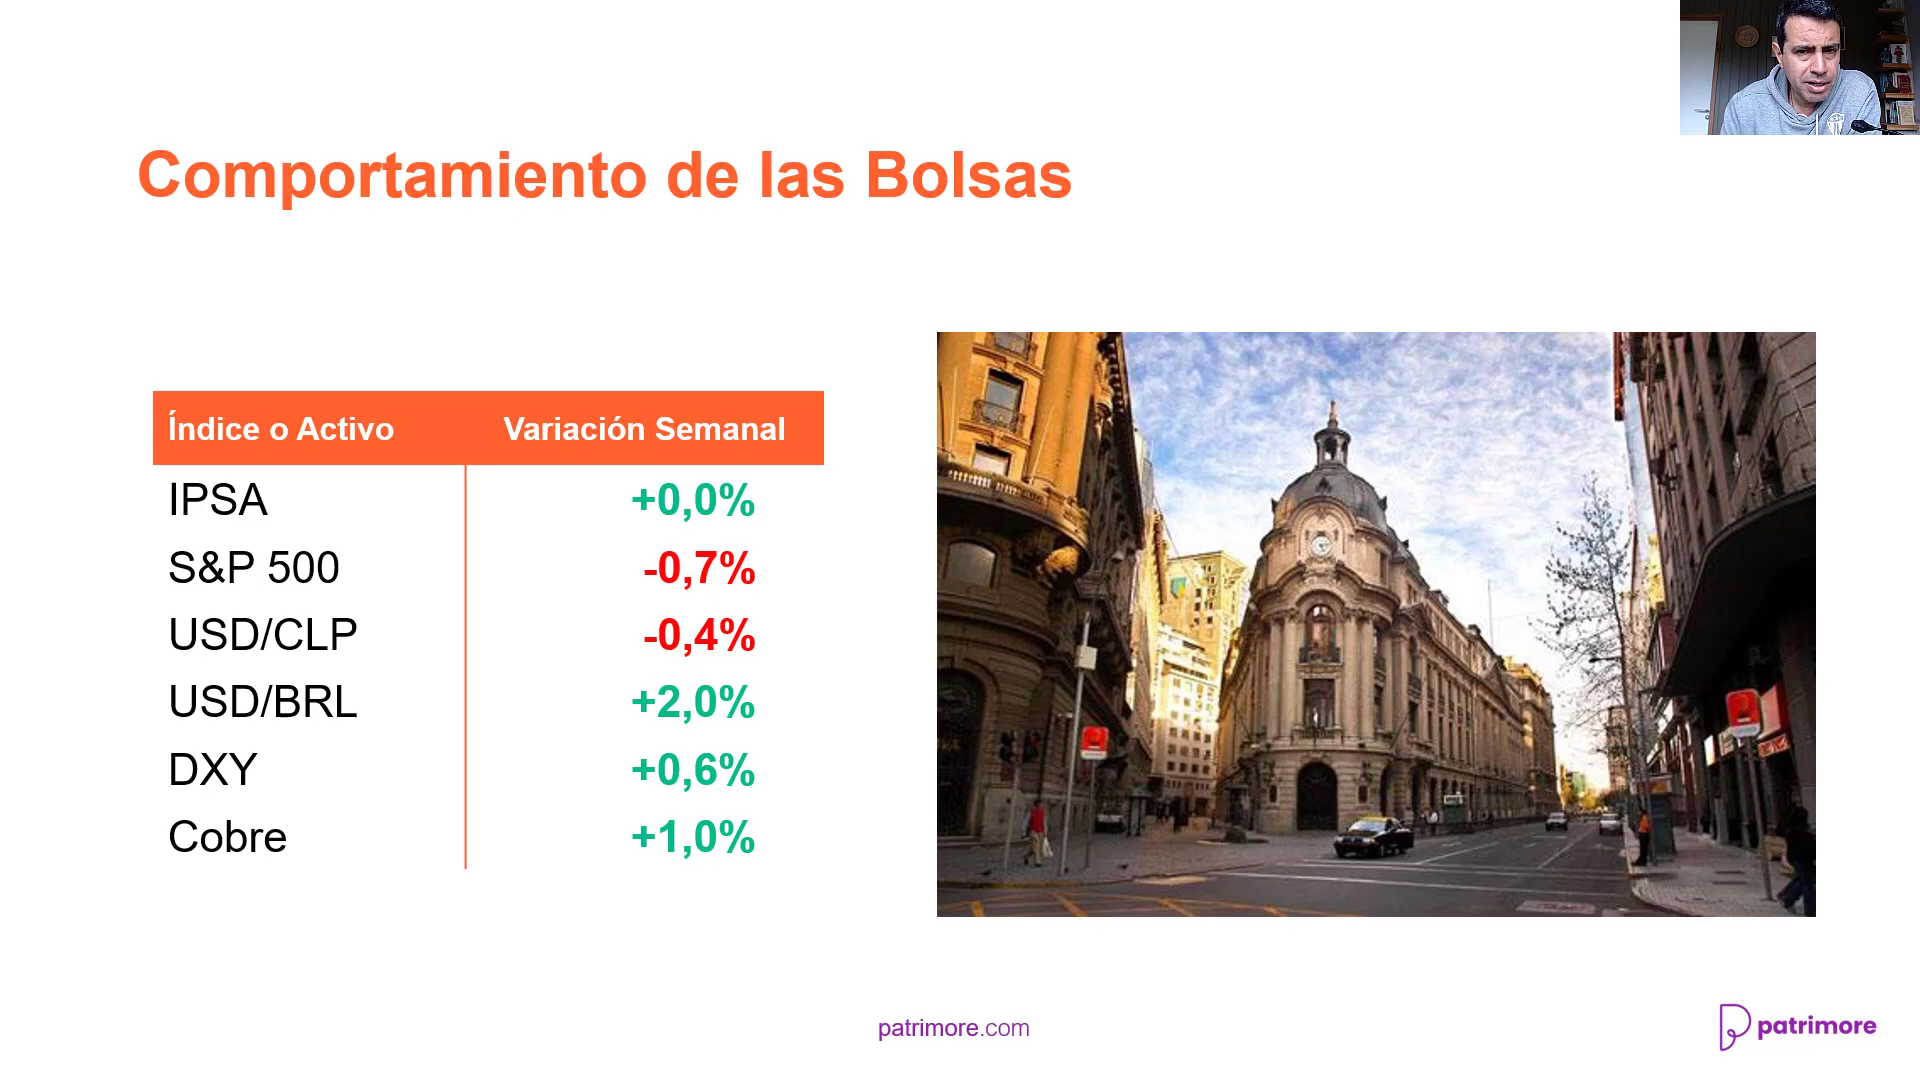 Comportamiento de las Bolsas
Índice o Activo Variación Semanal
IPSA +0,0%
S&P 500 -0,7%
USD/CLP -0,4%
USD/BRL +2,0%
DXY +0,6%
Cobre +1,0%
patrimore.com
patrimore